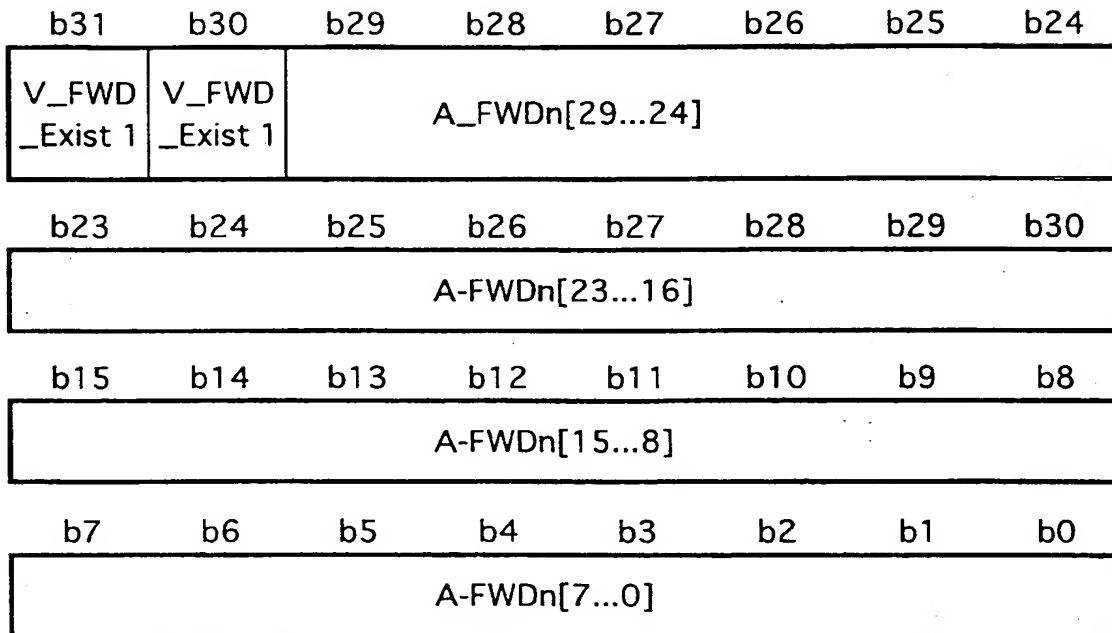 b31 b30 b29 b28 b27 b26 b25 b24
V_FWD V_FWD
_Exist 1 _Exist 1
A_FWDn[29...24]
b23 b24 b25 b26 b27 b28 b29 b30
A-FWDn[23...16]
b15 b14 b13 b12 b11 b10 b9 b8
A-FWDn[15...8]
b7 b6 b5 b4 b3 b2 b1 b0
A-FWDn[7...0]